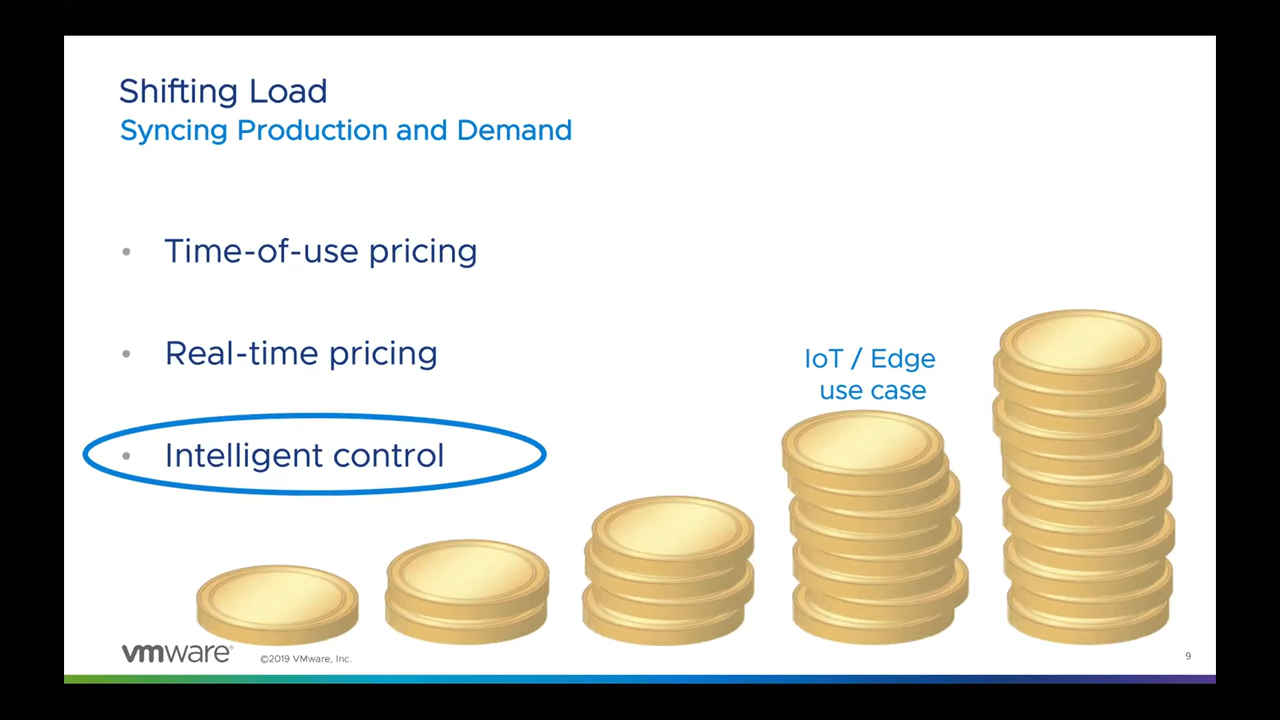 Shifting Load
Syncing Production and Demand
• Time-of-use pricing
• Real-time pricing
• Intelligent control
IoT / Edge
use case
vmware®
©2019 VMware, Inc.
9